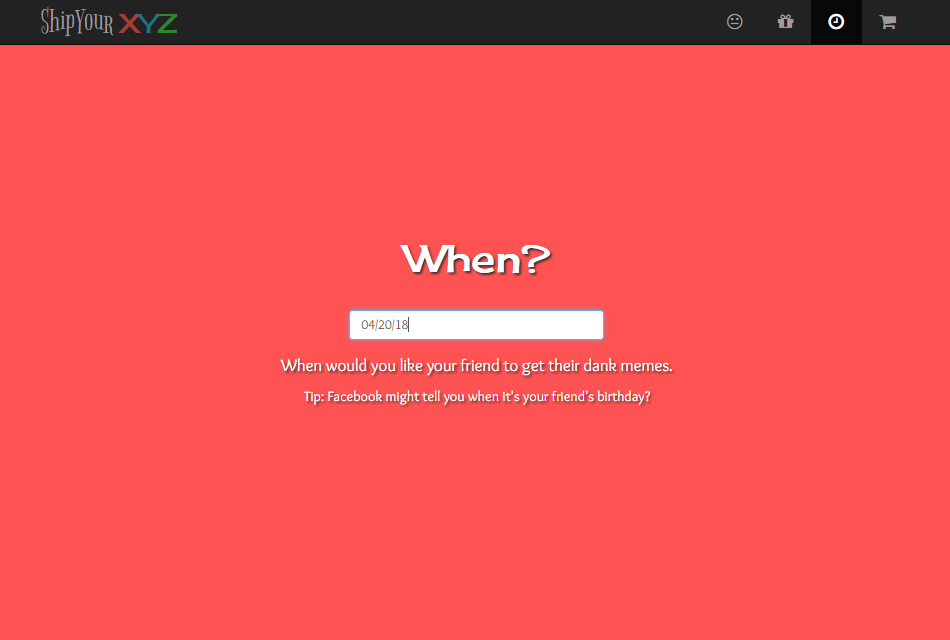 ShipYour XYZ
When?
04/20/18
When would you like your friend to get their dank memes.
Tip: Facebook might tell you when it's your friend's birthday?